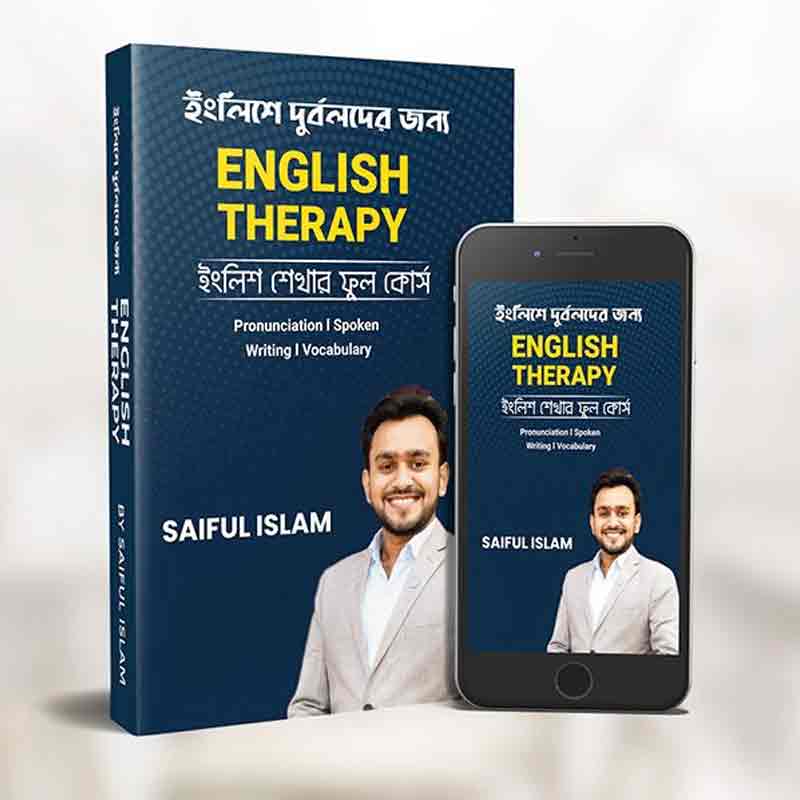 ইংলিশে দুর্বলদের জন্য
ENGLISH
THERAPY
ইংলিশ শেখার ফুল কোর্স
Pronunciation | Spoken
Writing | Vocabulary
SAIFUL ISLAM
ইংলিশে দুর্বলদের জন্য
ENGLISH
THERAPY
BY SAIFUL ISLAM
ইংলিশে দুর্বলদের জন্য
ENGLISH
THERAPY
ইংলিশ শেখার ফুল কোর্স
Pronunciation | Spoken
Writing | Vocabulary
SAIFUL ISLAM